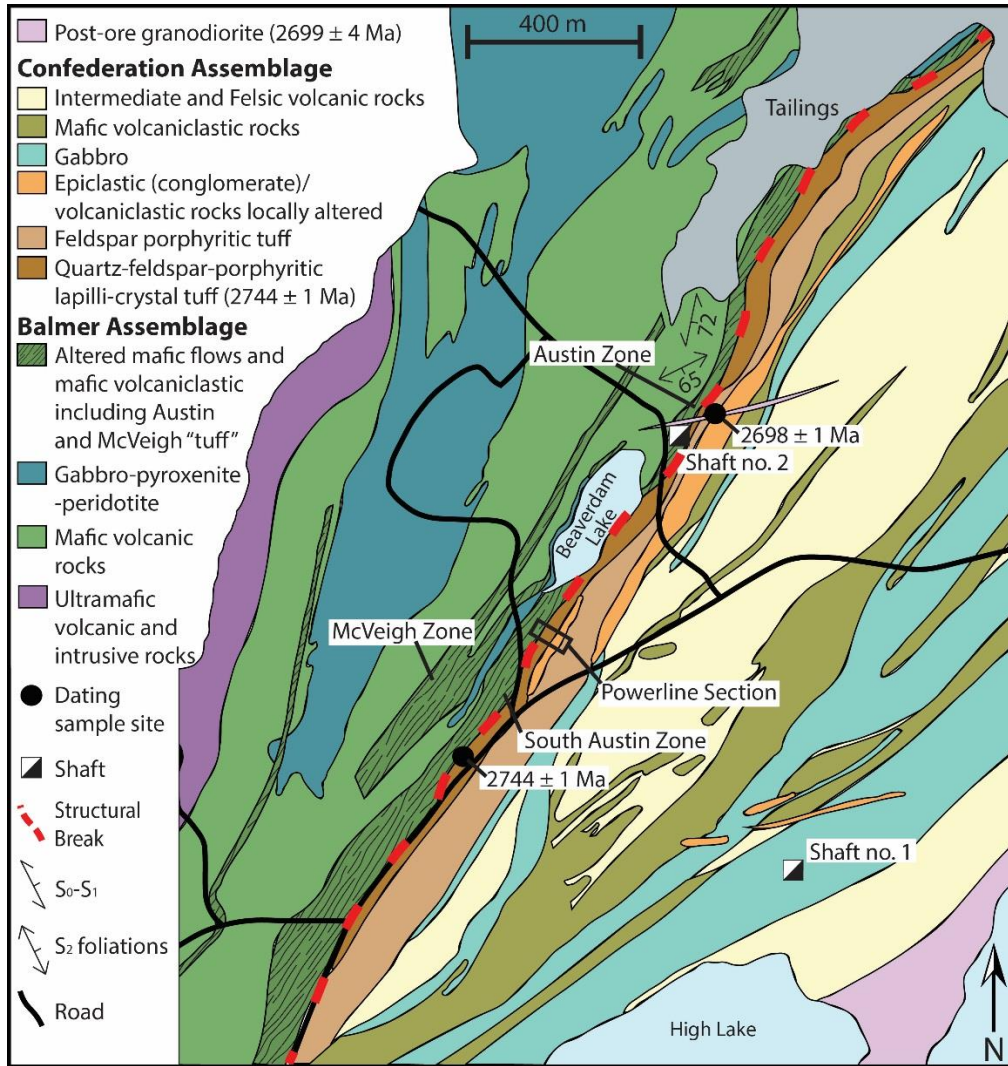 Post-ore granodiorite (2699 ± 4 Ma)
Confederation Assemblage
Intermediate and Felsic volcanic rocks
Mafic volcaniclastic rocks
Gabbro
Epiclastic (conglomerate)/
volcaniclastic rocks locally altered
Feldspar porphyritic tuff
Quartz-feldspar-porphyritic
lapilli-crystal tuff (2744 ± 1 Ma)
Balmer Assemblage
Altered mafic flows and
mafic volcaniclastic
including Austin
and McVeigh “tuff”
Gabbro-pyroxenite
-peridotite
Mafic volcanic
rocks
Ultramafic
volcanic and
intrusive rocks
Dating
sample site
Shaft
Structural
Break
S₀-S₁
S₂ foliations
Road
400 m
Tailings
72
Austin Zone
65
2698 ± 1 Ma
Shaft no. 2
Beaverdam
Lake
McVeigh Zone
Powerline Section
South Austin Zone
2744 ± 1 Ma
Shaft no. 1
High Lake
N